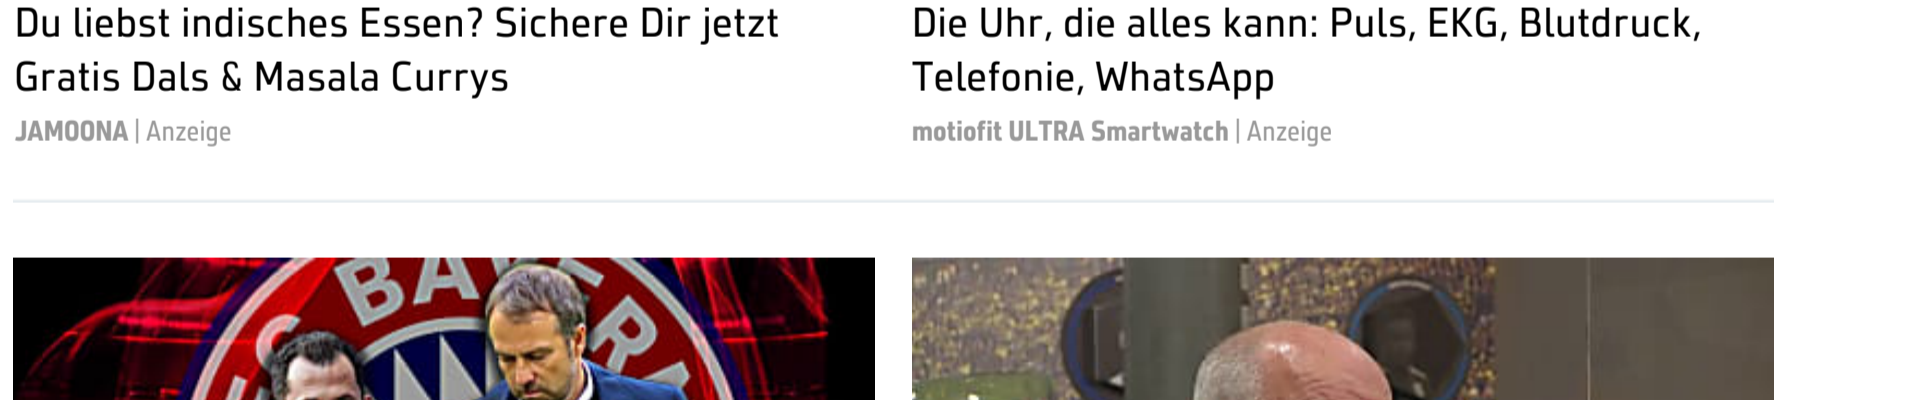 Du liebst indisches Essen? Sichere Dir jetzt
Gratis Dals & Masala Currys
JAMOONA | Anzeige
Die Uhr, die alles kann: Puls, EKG, Blutdruck,
Telefonie, WhatsApp
motiofit ULTRA Smartwatch | Anzeige